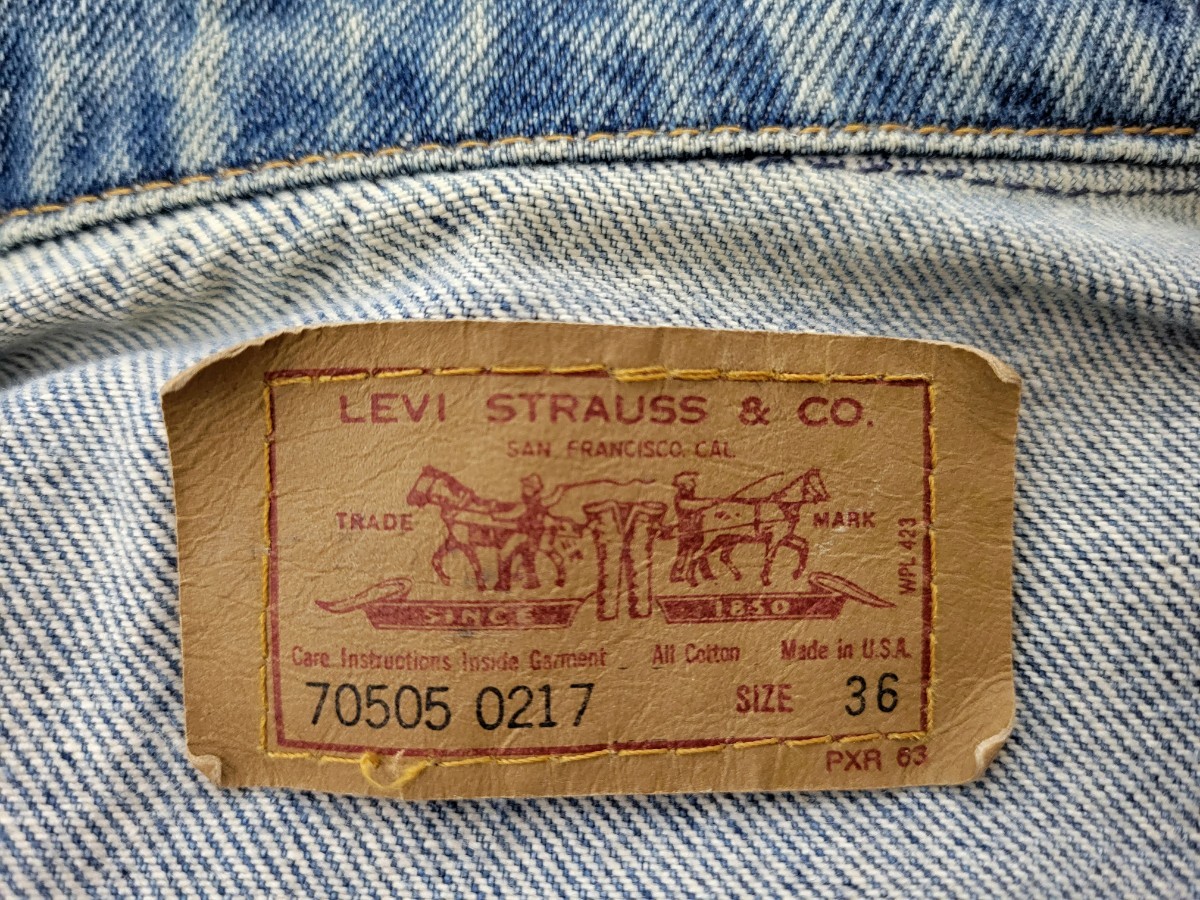 LEVI STRAUSS & CO.
SAN FRANCISCO, CAL.
TRADE MARK
WPL 423
SINCE 1850
Care Instructions Inside Garment All Cotton Made in U.S.A.
70505 0217 SIZE 36
PXR 63